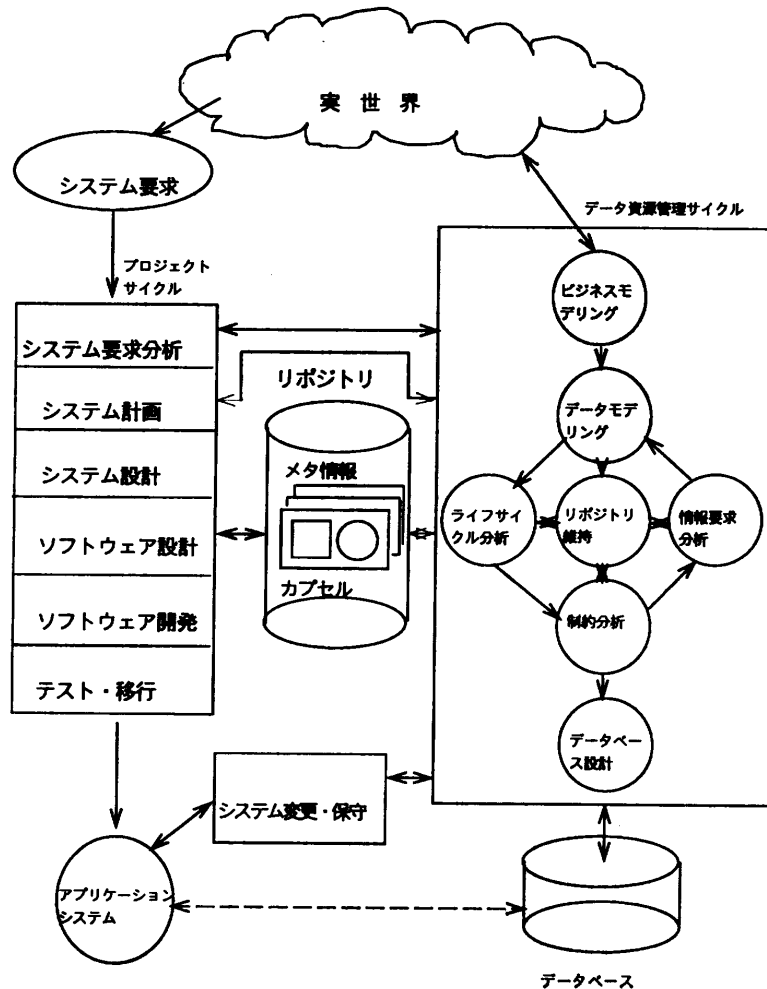 実世界
システム要求
データ資源管理サイクル
プロジェクト
サイクル
ビジネスモ
デリング
システム要求分析
リポジトリ
システム計画
データモデ
リング
メタ情報
システム設計
ライフサイ
クル分析
リポジトリ
維持
情報要求
分析
ソフトウェア設計
カプセル
ソフトウェア開発
制約分析
テスト・移行
データベー
ス設計
システム変更・保守
アプリケーション
システム
データベース